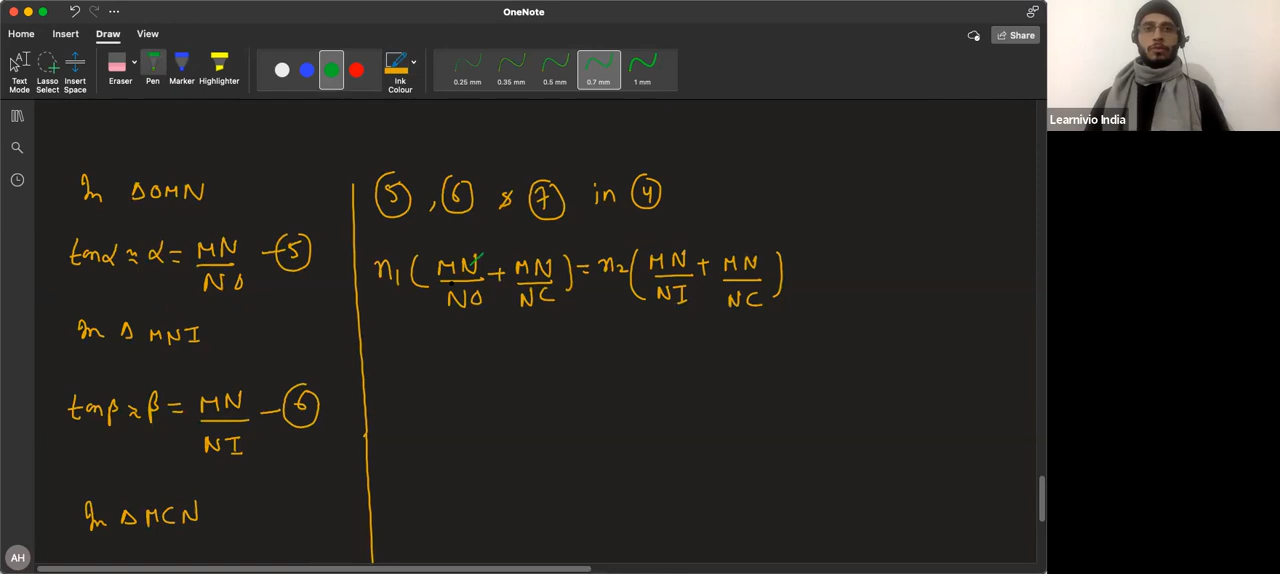 OneNote
Home Insert Draw View
Share
Text Mode
Lasso Select
Insert Space
Eraser
Pen
Marker
Highlighter
Ink Colour
0.25 mm
0.35 mm
0.5 mm
0.7 mm
1 mm
Learnivio India
In ΔOMN
tanα ≈ α = MN/NO —⑤
In Δ MNI
tanβ ≈ β = MN/NI —⑥
In Δ MCN
⑤, ⑥ & ⑦ in ④
n₁(MN/NO + MN/NC) = n₂(MN/NI + MN/NC)
AH